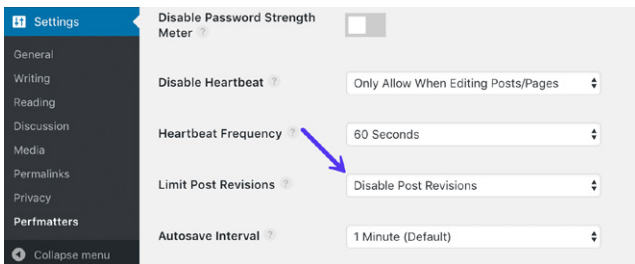 Settings
General
Writing
Reading
Discussion
Media
Permalinks
Privacy
Perfmatters
Collapse menu
Disable Password Strength
Meter ?
Disable Heartbeat ?
Only Allow When Editing Posts/Pages
Heartbeat Frequency ?
60 Seconds
Limit Post Revisions ?
Disable Post Revisions
Autosave Interval ?
1 Minute (Default)